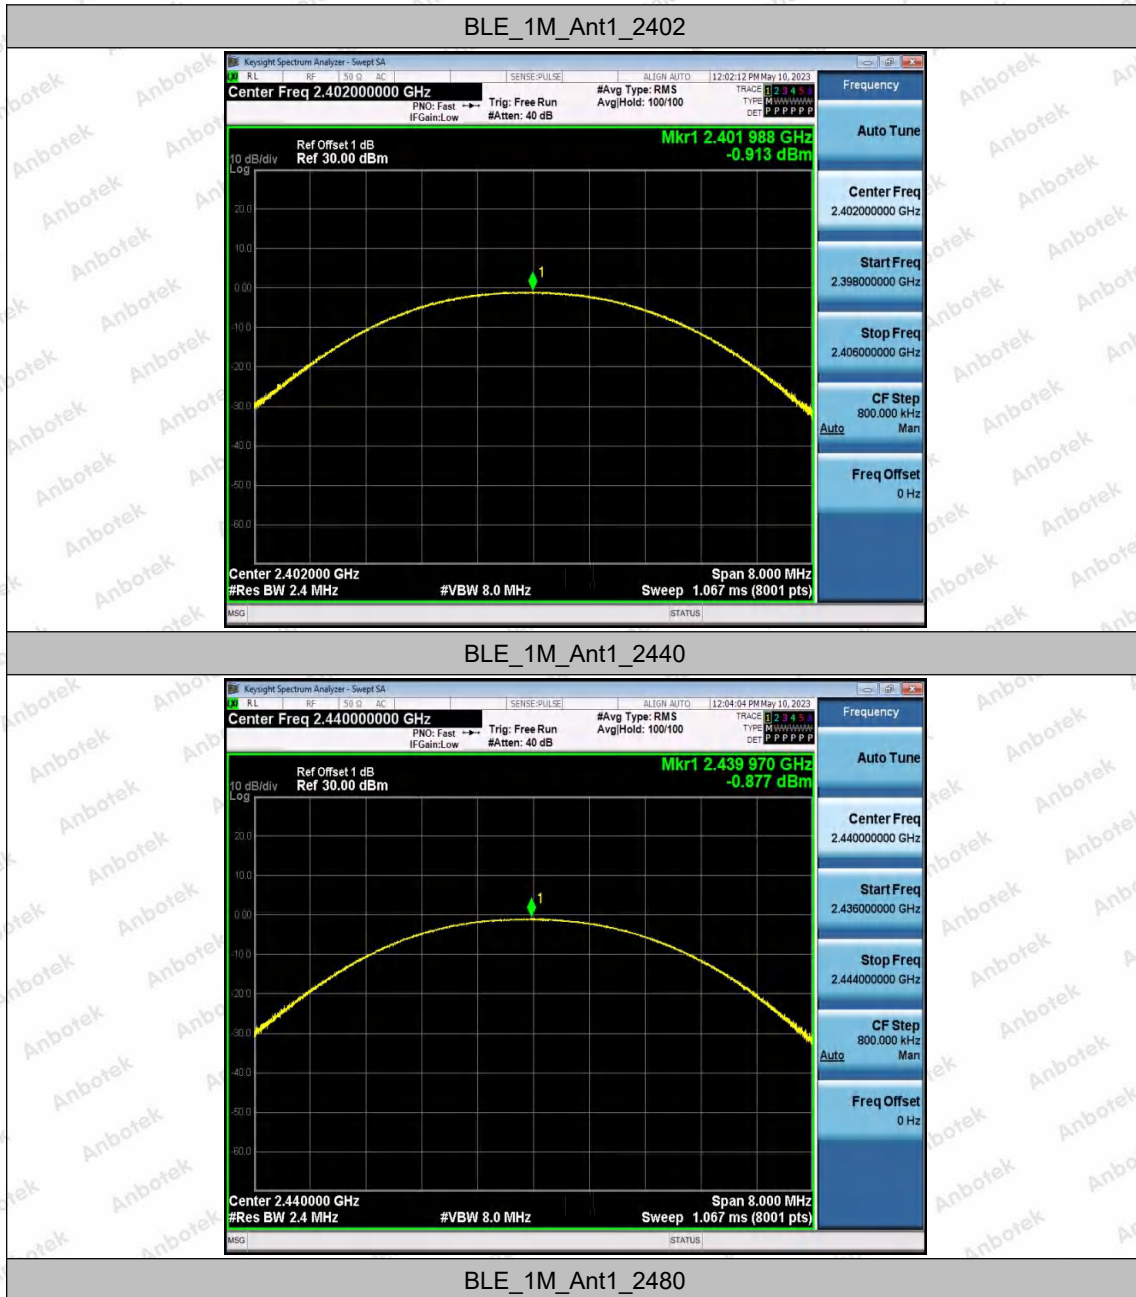 BLE_1M_Ant1_2402
Keysight Spectrum Analyzer - Swept SA
RL RF 50 Ω AC SENSE:PULSE ALIGN AUTO 12:02:12 PM May 10, 2023
Center Freq 2.402000000 GHz
PNO: Fast
IFGain:Low
Trig: Free Run
#Atten: 40 dB
#Avg Type: RMS
Avg|Hold: 100/100
TRACE 1 2 3 4 5 6
TYPE M W W W W W
DET P P P P P P
Mkr1 2.401 988 GHz
-0.913 dBm
Ref Offset 1 dB
10 dB/div Ref 30.00 dBm
Log
20.0
10.0
1
0.00
-10.0
-20.0
-30.0
-40.0
-50.0
-60.0
Center 2.402000 GHz Span 8.000 MHz
#Res BW 2.4 MHz #VBW 8.0 MHz Sweep 1.067 ms (8001 pts)
MSG STATUS
Frequency
Auto Tune
Center Freq
2.402000000 GHz
Start Freq
2.398000000 GHz
Stop Freq
2.406000000 GHz
CF Step
800.000 kHz
Auto Man
Freq Offset
0 Hz
BLE_1M_Ant1_2440
Keysight Spectrum Analyzer - Swept SA
RL RF 50 Ω AC SENSE:PULSE ALIGN AUTO 12:04:04 PM May 10, 2023
Center Freq 2.440000000 GHz
PNO: Fast
IFGain:Low
Trig: Free Run
#Atten: 40 dB
#Avg Type: RMS
Avg|Hold: 100/100
TRACE 1 2 3 4 5 6
TYPE M W W W W W
DET P P P P P P
Mkr1 2.439 970 GHz
-0.877 dBm
Ref Offset 1 dB
10 dB/div Ref 30.00 dBm
Log
20.0
10.0
1
0.00
-10.0
-20.0
-30.0
-40.0
-50.0
-60.0
Center 2.440000 GHz Span 8.000 MHz
#Res BW 2.4 MHz #VBW 8.0 MHz Sweep 1.067 ms (8001 pts)
MSG STATUS
Frequency
Auto Tune
Center Freq
2.440000000 GHz
Start Freq
2.436000000 GHz
Stop Freq
2.444000000 GHz
CF Step
800.000 kHz
Auto Man
Freq Offset
0 Hz
BLE_1M_Ant1_2480
Anbotek